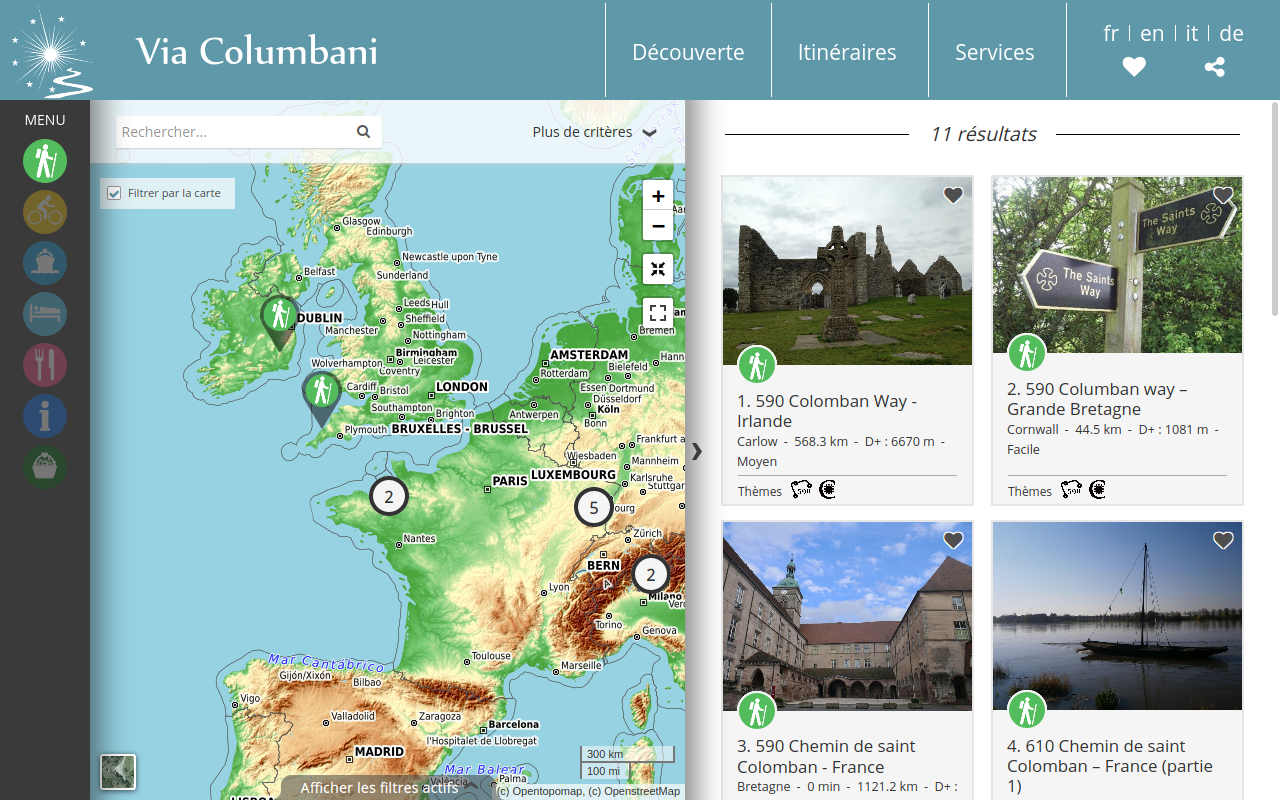 Via Columbani
Découverte
Itinéraires
Services
fr | en | it | de
MENU
Rechercher...
Plus de critères
Filtrer par la carte
+
−
Glasgow
Edinburgh
Newcastle upon Tyne
Sunderland
Belfast
Leeds
Hull
DUBLIN
Sheffield
Manchester
Nottingham
Birmingham
Leicester
Wolverhampton
Coventry
Cardiff
Bristol
LONDON
Southampton
Brighton
Plymouth
AMSTERDAM
Rotterdam
Bremen
Hann
Bielefeld
Essen
Dortmund
Düsseldorf
Köln
Antwerpen
Bonn
BRUXELLES - BRUSSEL
Frankfurt a
Wiesbaden
Mannheim
LUXEMBOURG
Karlsruhe
Stuttgar
PARIS
2
5
ourg
Nantes
Zürich
BERN
2
Lyon
Milano
Vero
Torino
Genova
Toulouse
Marseille
Mar Cantábrico
Gijón/Xixón
Bilbao
Vigo
Valladolid
Zaragoza
Barcelona
l'Hospitalet de Llobregat
MADRID
Mar Balear
València
Palma
LISBOA
300 km
100 mi
Afficher les filtres actifs
(c) Opentopomap, (c) OpenstreetMap
11 résultats
1. 590 Colomban Way -
Irlande
Carlow - 568.3 km - D+ : 6670 m -
Moyen
Thèmes
The Saints
Way
The Saints
Way
2. 590 Columban way –
Grande Bretagne
Cornwall - 44.5 km - D+ : 1081 m -
Facile
Thèmes
3. 590 Chemin de saint
Colomban - France
Bretagne - 0 min - 1121.2 km - D+ :
4. 610 Chemin de saint
Colomban – France (partie
1)